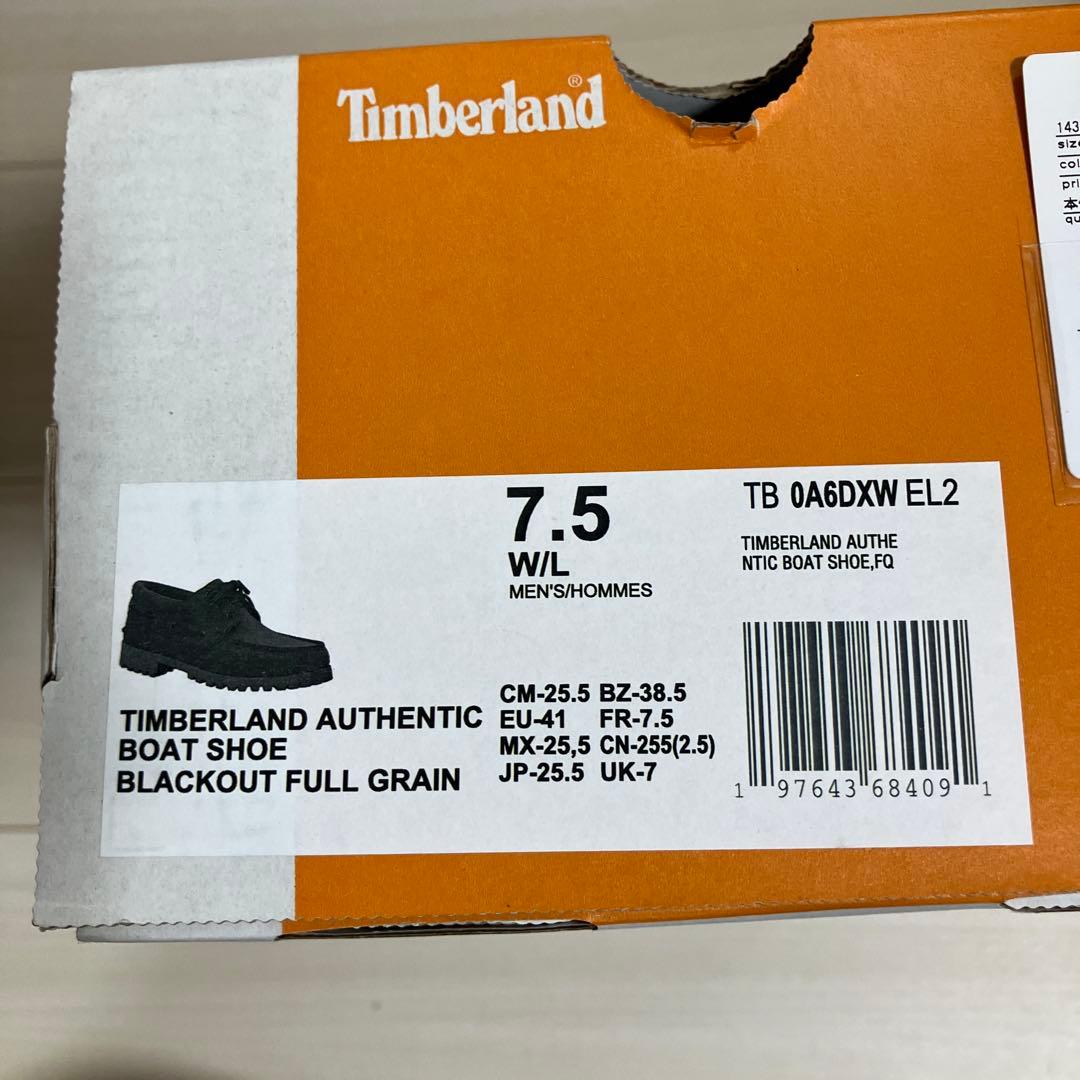 Timberland®
143
7.5
W/L
MEN'S/HOMMES
TB 0A6DXW EL2
TIMBERLAND AUTHE
NTIC BOAT SHOE,FQ
TIMBERLAND AUTHENTIC
BOAT SHOE
BLACKOUT FULL GRAIN
CM-25.5 BZ-38.5
EU-41 FR-7.5
MX-25,5 CN-255(2.5)
JP-25.5 UK-7
1 97643 68409 1